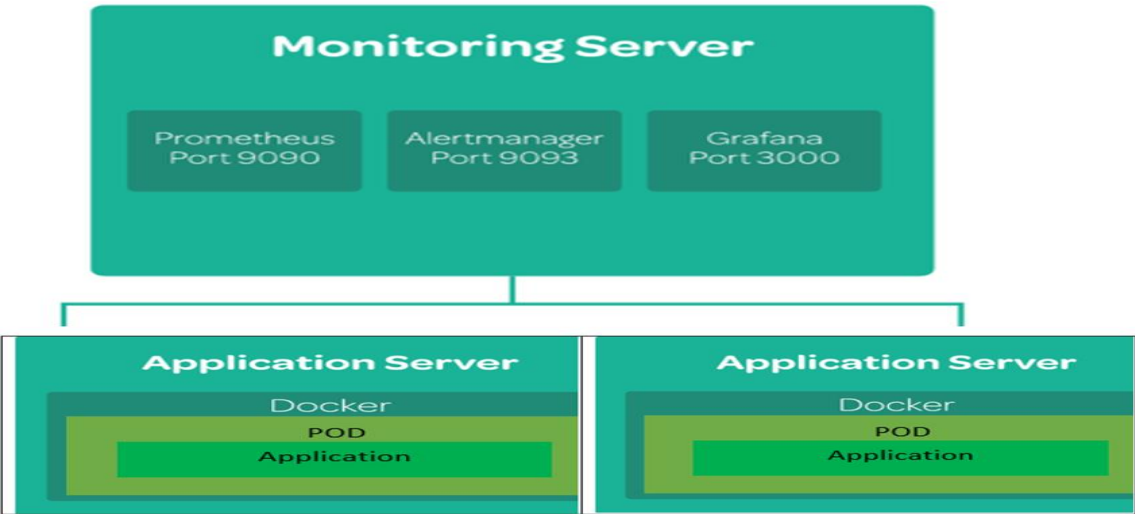 Monitoring Server
Prometheus
Port 9090
Alertmanager
Port 9093
Grafana
Port 3000
Application Server
Docker
POD
Application
Application Server
Docker
POD
Application